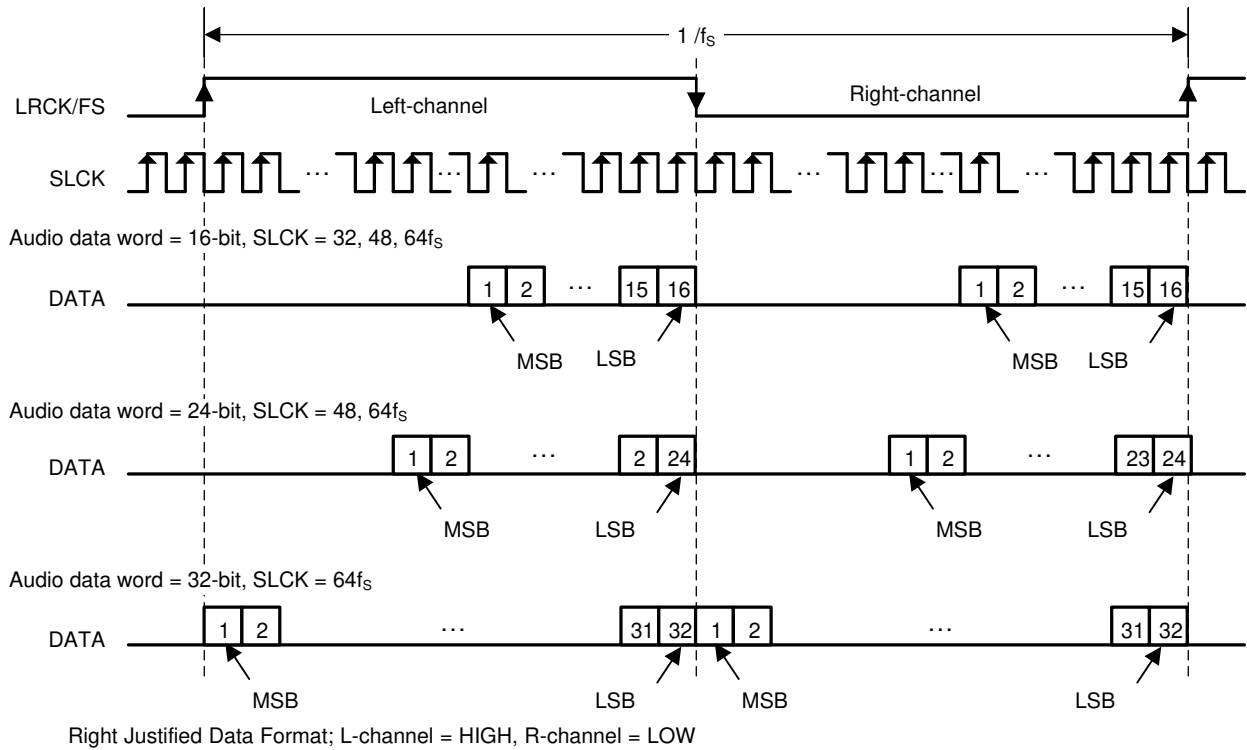 1 /fS
LRCK/FS
Left-channel
Right-channel
SLCK
... ... ... ... ... ...
Audio data word = 16-bit, SLCK = 32, 48, 64fS
DATA
1 2 ... 15 16 1 2 ... 15 16
MSB LSB MSB LSB
Audio data word = 24-bit, SLCK = 48, 64fS
DATA
1 2 ... 2 24 1 2 ... 23 24
MSB LSB MSB LSB
Audio data word = 32-bit, SLCK = 64fS
DATA
1 2 ... 31 32 1 2 ... 31 32
MSB LSB MSB LSB
Right Justified Data Format; L-channel = HIGH, R-channel = LOW